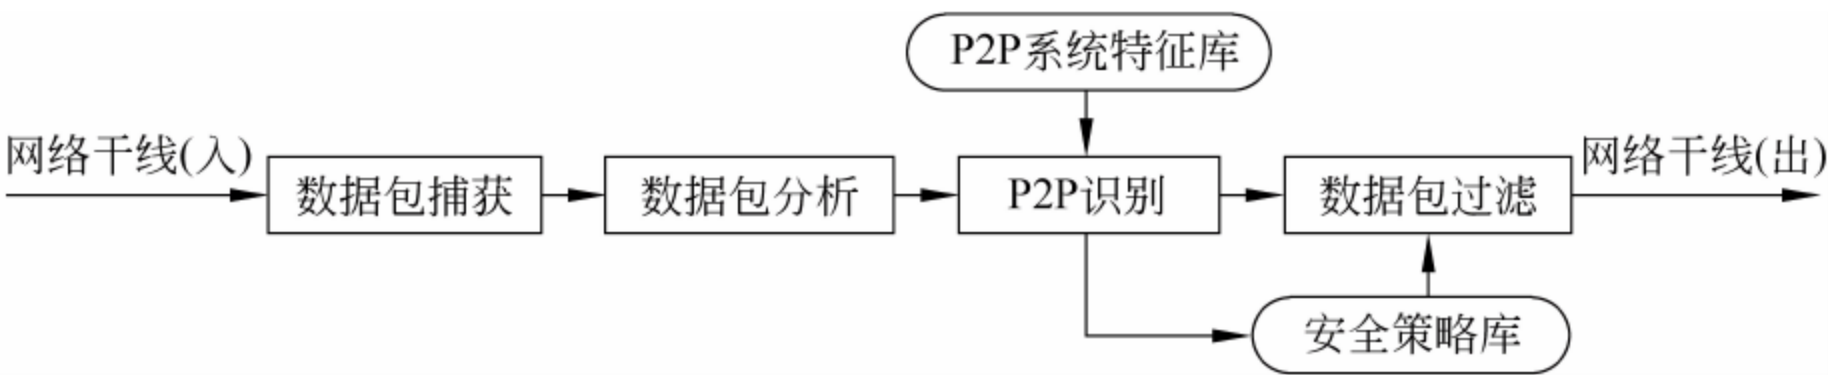 P2P系统特征库
网络干线(入)
数据包捕获
数据包分析
P2P识别
数据包过滤
网络干线(出)
安全策略库